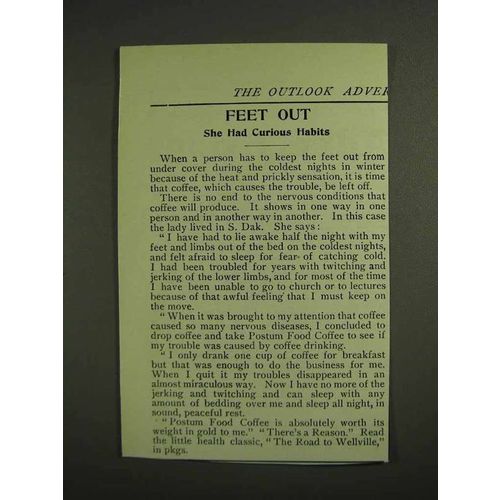 THE OUTLOOK ADVER
FEET OUT
She Had Curious Habits
When a person has to keep the feet out from
under cover during the coldest nights in winter
because of the heat and prickly sensation, it is time
that coffee, which causes the trouble, be left off.
There is no end to the nervous conditions that
coffee will produce. It shows in one way in one
person and in another way in another. In this case
the lady lived in S. Dak. She says:
"I have had to lie awake half the night with my
feet and limbs out of the bed on the coldest nights,
and felt afraid to sleep for fear of catching cold.
I had been troubled for years with twitching and
jerking of the lower limbs, and for most of the time
I have been unable to go to church or to lectures
because of that awful feeling that I must keep on
the move.
"When it was brought to my attention that coffee
caused so many nervous diseases, I concluded to
drop coffee and take Postum Food Coffee to see if
my trouble was caused by coffee drinking.
"I only drank one cup of coffee for breakfast
but that was enough to do the business for me.
When I quit it my troubles disappeared in an
almost miraculous way. Now I have no more of the
jerking and twitching and can sleep with any
amount of bedding over me and sleep all night, in
sound, peaceful rest.
"Postum Food Coffee is absolutely worth its
weight in gold to me." "There's a Reason." Read
the little health classic, "The Road to Wellville,"
in pkgs.